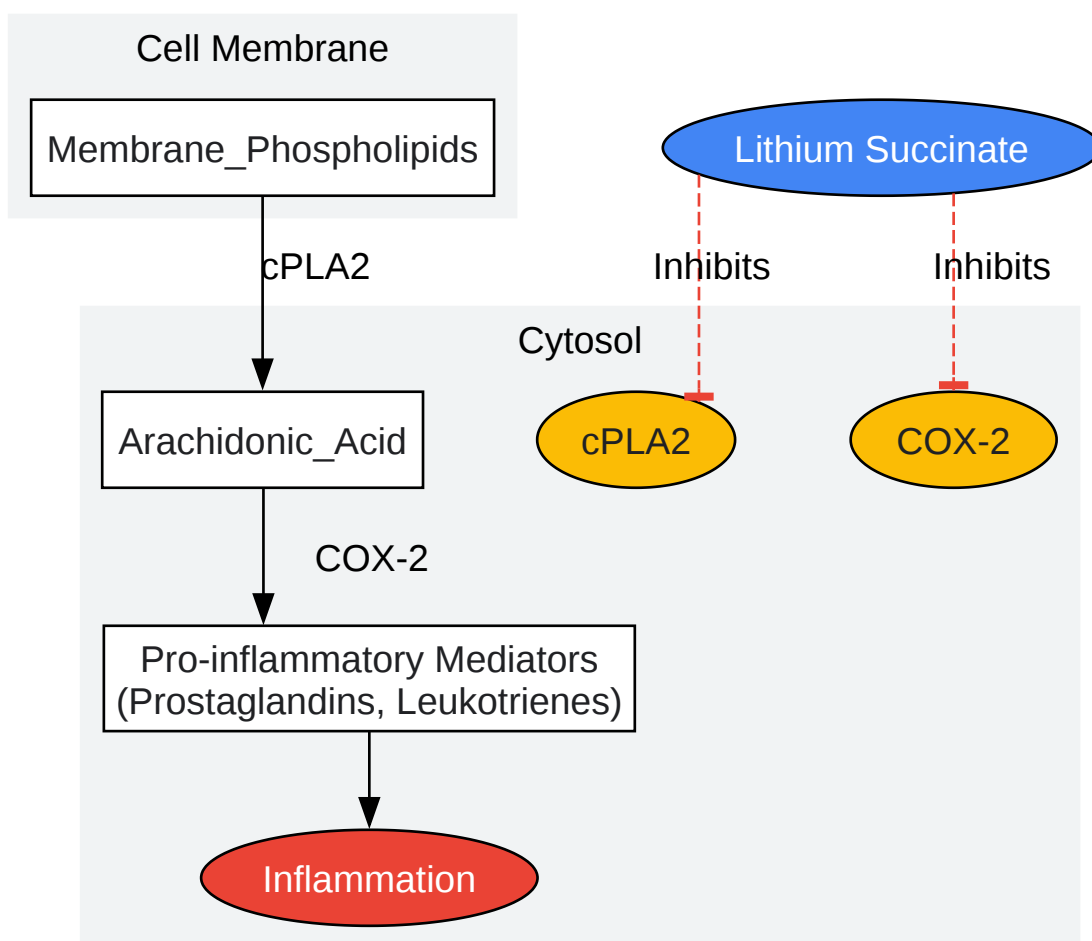 Cell Membrane
Membrane_Phospholipids
Lithium Succinate
cPLA2
Inhibits
Inhibits
Cytosol
Arachidonic_Acid
cPLA2
COX-2
COX-2
Pro-inflammatory Mediators
(Prostaglandins, Leukotrienes)
Inflammation